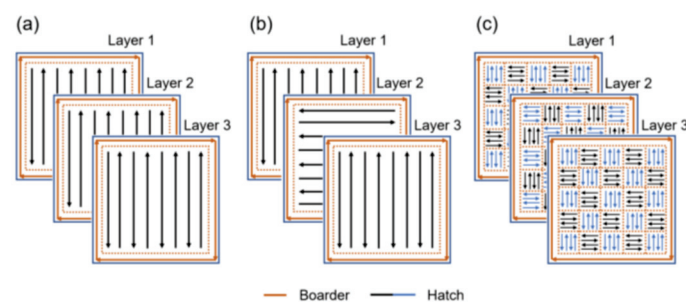 (a)
Layer 1
Layer 2
Layer 3
(b)
Layer 1
Layer 2
Layer 3
(c)
Layer 1
Layer 2
Layer 3
Boarder
Hatch